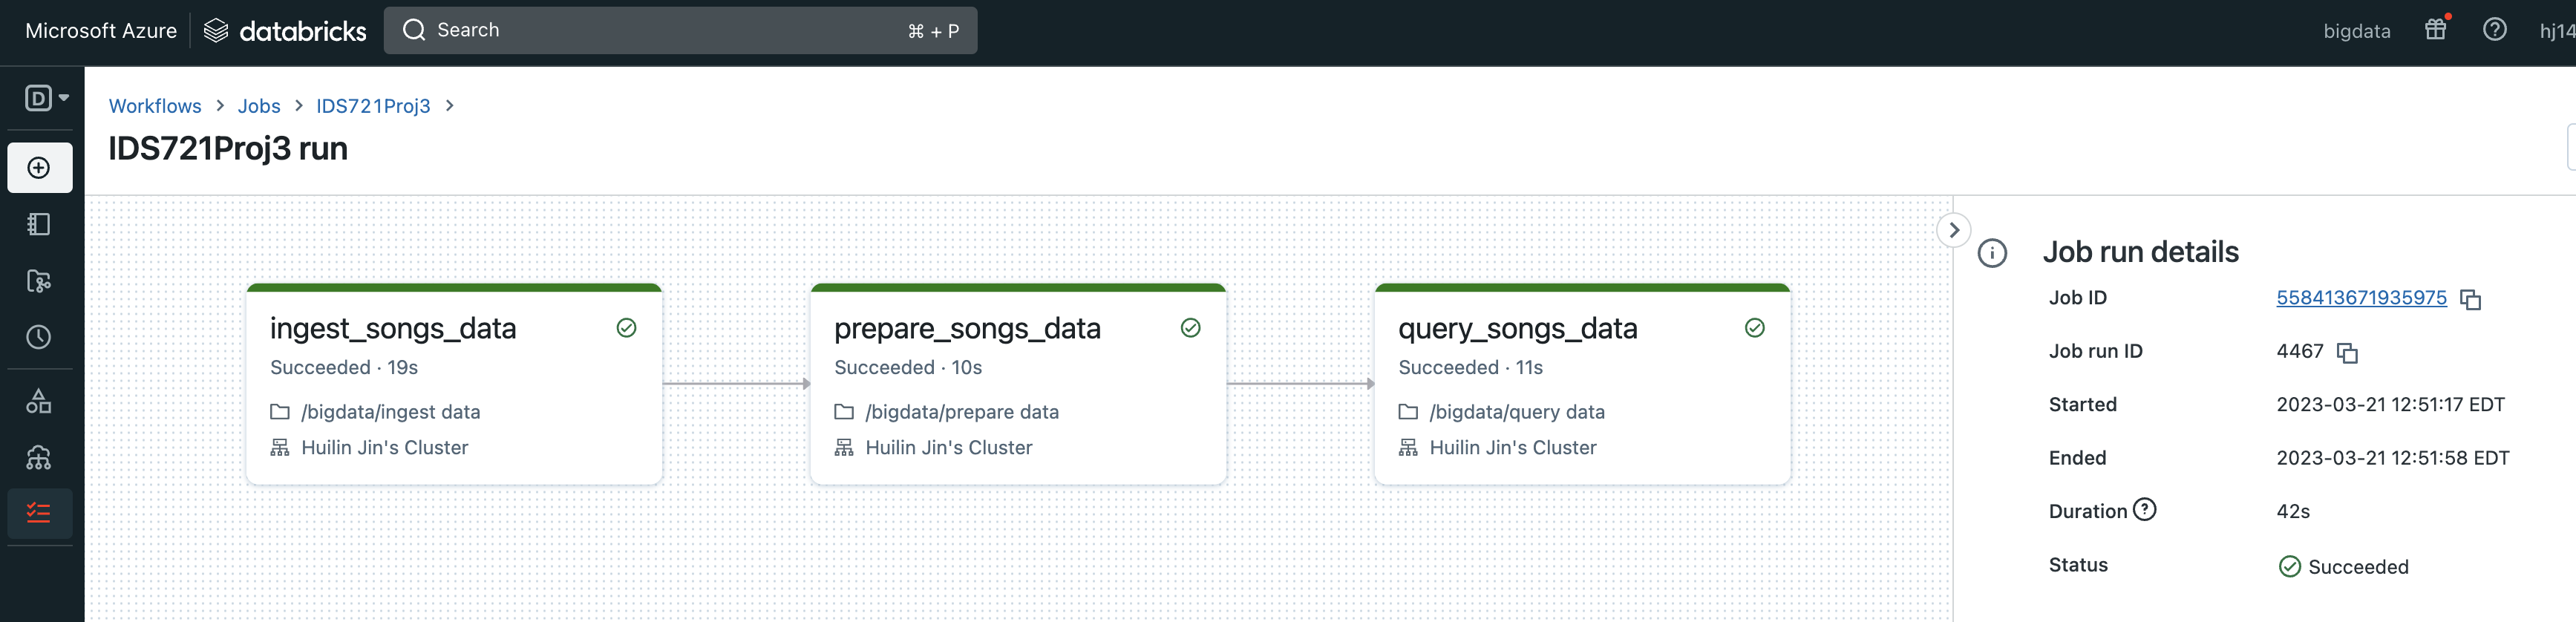 Microsoft Azure databricks Search ⌘ + P bigdata
Workflows > Jobs > IDS721Proj3 >
IDS721Proj3 run
ingest_songs_data
Succeeded · 19s
/bigdata/ingest data
Huilin Jin's Cluster
prepare_songs_data
Succeeded · 10s
/bigdata/prepare data
Huilin Jin's Cluster
query_songs_data
Succeeded · 11s
/bigdata/query data
Huilin Jin's Cluster
Job run details
Job ID 558413671935975
Job run ID 4467
Started 2023-03-21 12:51:17 EDT
Ended 2023-03-21 12:51:58 EDT
Duration 42s
Status Succeeded